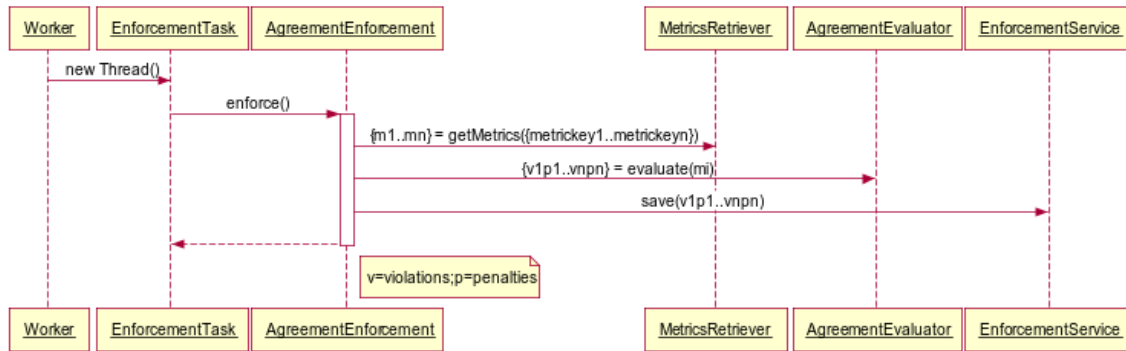 Worker
EnforcementTask
AgreementEnforcement
MetricsRetriever
AgreementEvaluator
EnforcementService
new Thread()
enforce()
{m1..mn} = getMetrics({metrickey1..metrickeyn})
{v1p1..vnpn} = evaluate(mi)
save(v1p1..vnpn)
v=violations;p=penalties
Worker
EnforcementTask
AgreementEnforcement
MetricsRetriever
AgreementEvaluator
EnforcementService